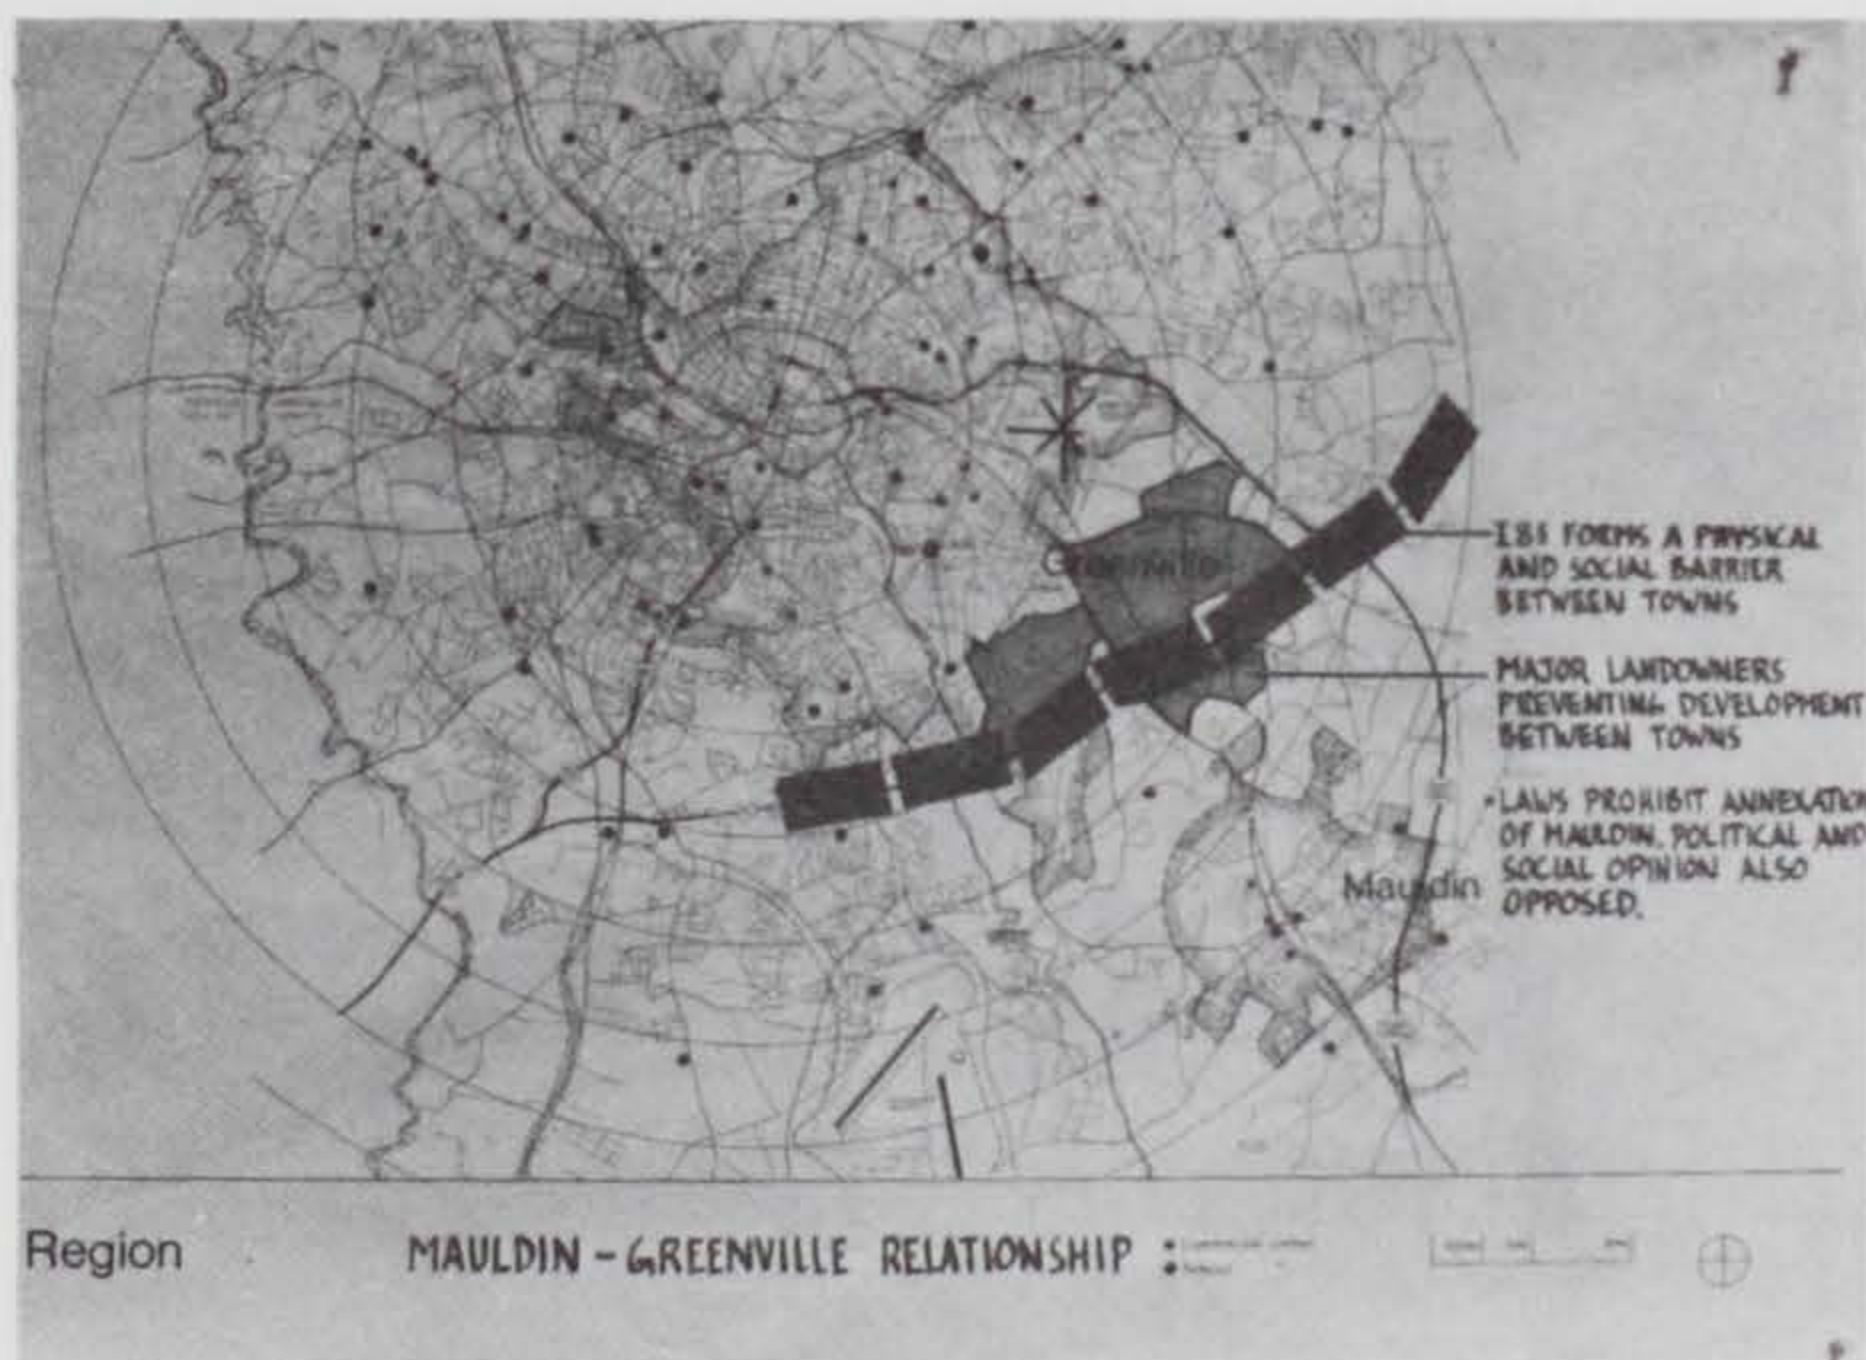 Greenville
I85 FORMS A PHYSICAL
AND SOCIAL BARRIER
BETWEEN TOWNS
MAJOR LANDOWNERS
PREVENTING DEVELOPMENT
BETWEEN TOWNS
•LAWS PROHIBIT ANNEXATION
OF MAULDIN. POLITICAL AND
SOCIAL OPINION ALSO
OPPOSED.
Mauldin
Region
MAULDIN - GREENVILLE RELATIONSHIP